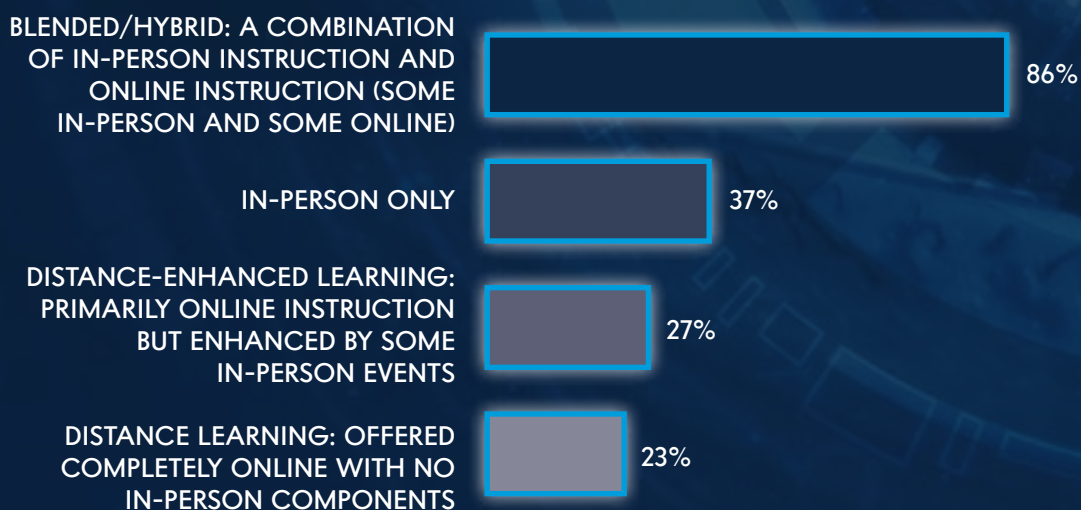 BLENDED/HYBRID: A COMBINATION
OF IN-PERSON INSTRUCTION AND
ONLINE INSTRUCTION (SOME
IN-PERSON AND SOME ONLINE)
86%
IN-PERSON ONLY
37%
DISTANCE-ENHANCED LEARNING:
PRIMARILY ONLINE INSTRUCTION
BUT ENHANCED BY SOME
IN-PERSON EVENTS
27%
DISTANCE LEARNING: OFFERED
COMPLETELY ONLINE WITH NO
IN-PERSON COMPONENTS
23%